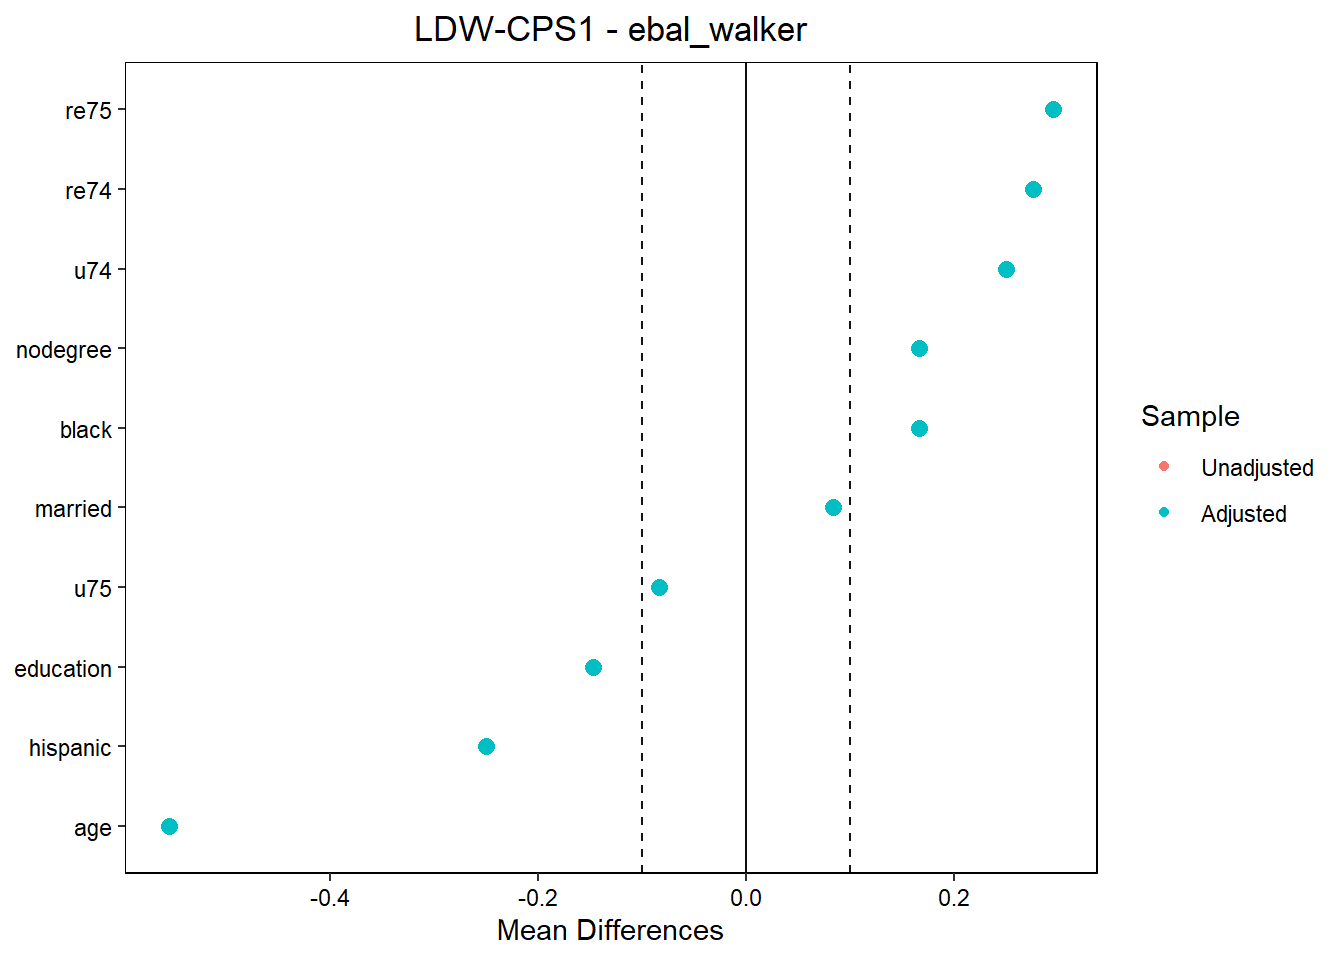 LDW-CPS1 - ebal_walker
re75
re74
u74
nodegree
black
married
u75
education
hispanic
age
-0.4
-0.2
0.0
0.2
Mean Differences
Sample
Unadjusted
Adjusted